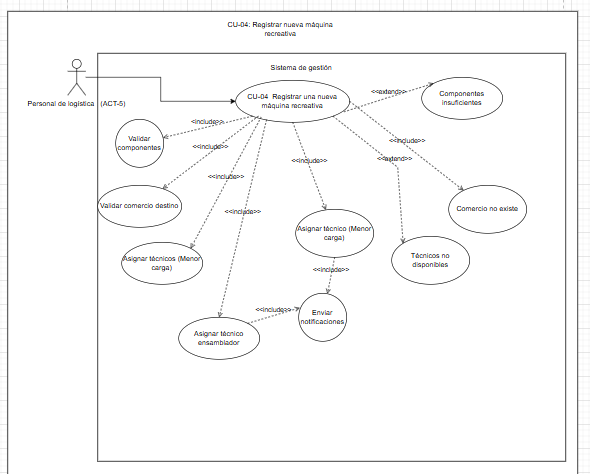 CU-04: Registrar nueva máquina
recreativa
Sistema de gestión
Personal de logística (ACT-5)
CU-04 Registrar una nueva
máquina recreativa
<<extend>>
Componentes
insuficientes
<<include>>
Validar
componentes
<<include>>
<<include>>
<<extend>>
<<include>>
<<include>>
Validar comercio destino
<<include>>
Comercio no existe
Asignar técnico (Menor
carga)
Asignar técnicos (Menor
carga)
Técnicos no
disponibles
<<include>>
<<include>>
Enviar
notificaciones
Asignar técnico
ensamblador